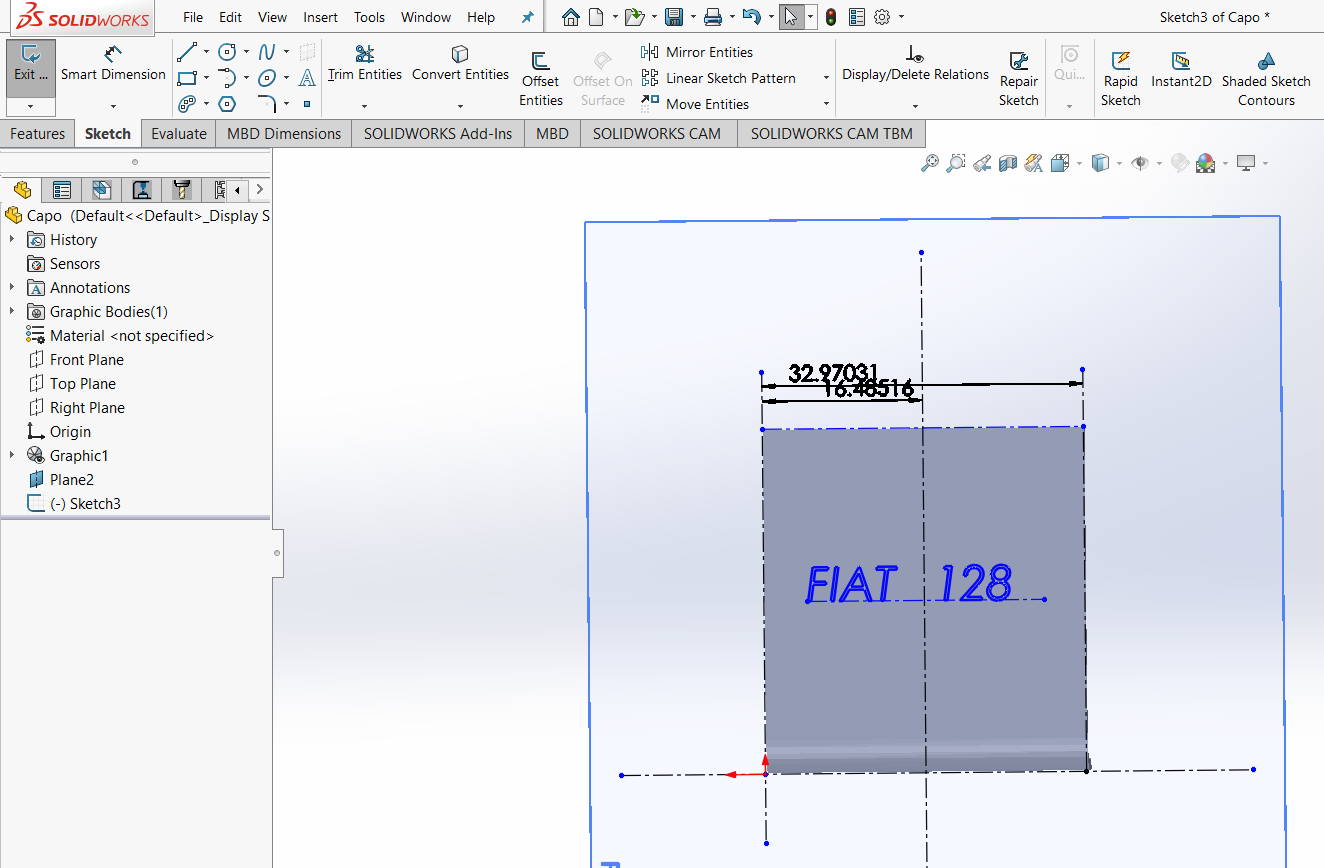 SOLIDWORKS File Edit View Insert Tools Window Help Sketch3 of Capo *
Exit ... Smart Dimension Trim Entities Convert Entities Offset Entities Offset On Surface Mirror Entities Display/Delete Relations Repair Sketch Qui... Rapid Sketch Instant2D Shaded Sketch Contours
Linear Sketch Pattern
Move Entities
Features Sketch Evaluate MBD Dimensions SOLIDWORKS Add-Ins MBD SOLIDWORKS CAM SOLIDWORKS CAM TBM
Capo (Default<<Default>_Display S
History
Sensors
Annotations
Graphic Bodies(1)
Material <not specified>
Front Plane
Top Plane
Right Plane
Origin
Graphic1
Plane2
(-) Sketch3
32.97031
16.48516
FIAT 128